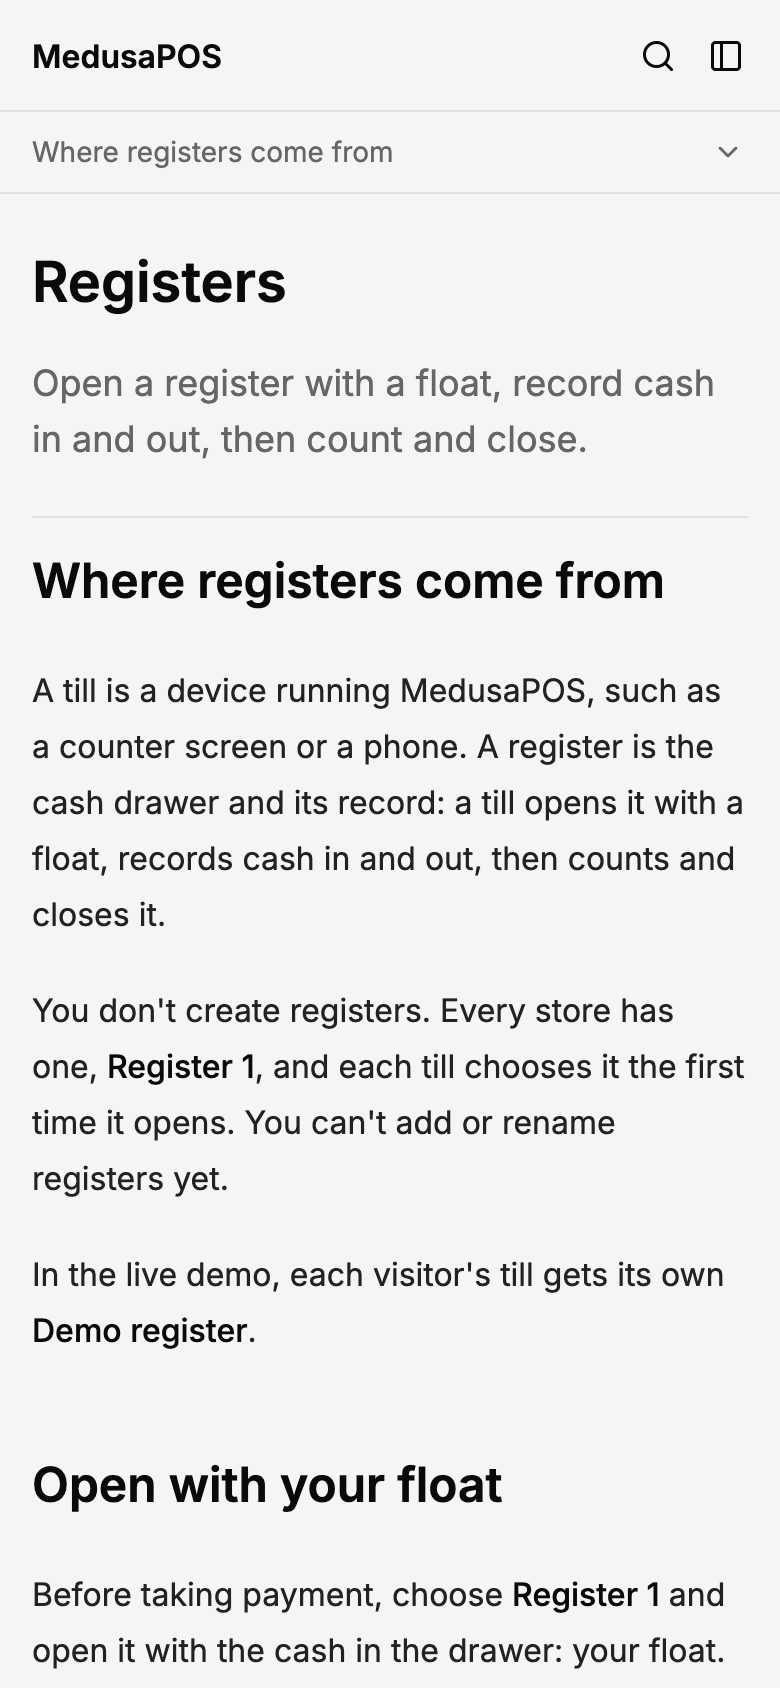 MedusaPOS
Where registers come from
Registers
Open a register with a float, record cash
in and out, then count and close.
Where registers come from
A till is a device running MedusaPOS, such as
a counter screen or a phone. A register is the
cash drawer and its record: a till opens it with a
float, records cash in and out, then counts and
closes it.
You don't create registers. Every store has
one, Register 1, and each till chooses it the first
time it opens. You can't add or rename
registers yet.
In the live demo, each visitor's till gets its own
Demo register.
Open with your float
Before taking payment, choose Register 1 and
open it with the cash in the drawer: your float.